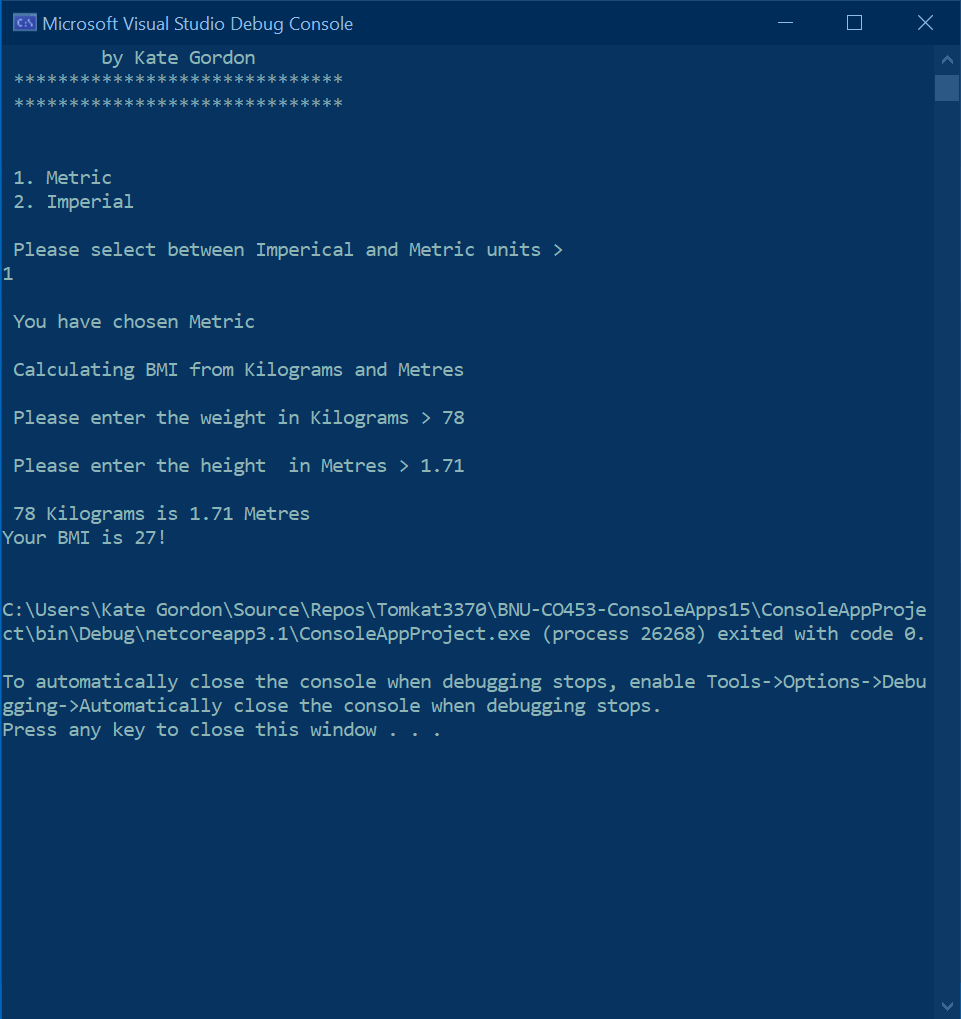 Microsoft Visual Studio Debug Console
by Kate Gordon
******************************
******************************
1. Metric
2. Imperial
Please select between Imperical and Metric units >
1
You have chosen Metric
Calculating BMI from Kilograms and Metres
Please enter the weight in Kilograms > 78
Please enter the height  in Metres > 1.71
78 Kilograms is 1.71 Metres
Your BMI is 27!
C:\Users\Kate Gordon\Source\Repos\Tomkat3370\BNU-CO453-ConsoleApps15\ConsoleAppProje
ct\bin\Debug\netcoreapp3.1\ConsoleAppProject.exe (process 26268) exited with code 0.
To automatically close the console when debugging stops, enable Tools->Options->Debu
gging->Automatically close the console when debugging stops.
Press any key to close this window . . .